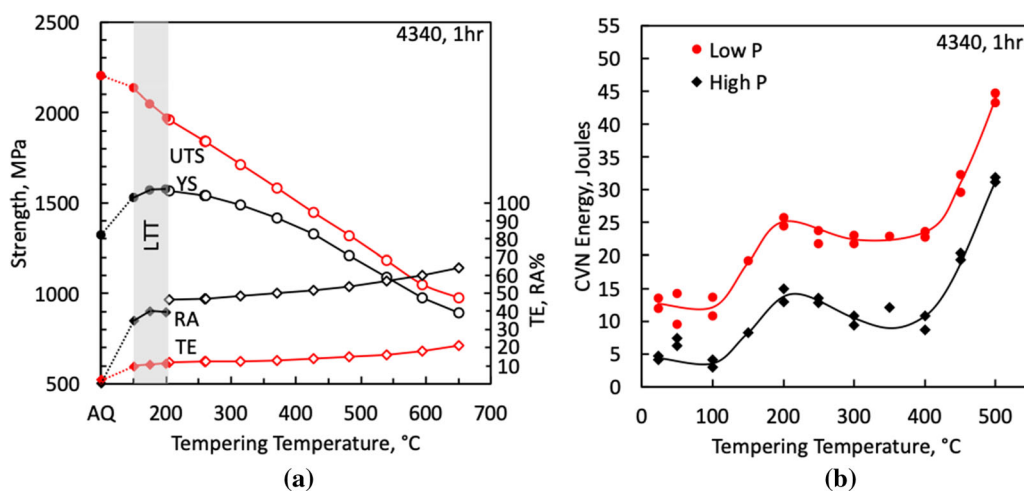 2500
2000
1500
1000
500
Strength, MPa
4340, 1hr
UTS
YS
LTT
RA
TE
100
90
80
70
60
50
40
30
20
10
TE, RA%
AQ 200 300 400 500 600 700
Tempering Temperature, °C
(a)
55
50
45
40
35
30
25
20
15
10
5
0
CVN Energy, Joules
4340, 1hr
Low P
High P
0 100 200 300 400 500
Tempering Temperature, °C
(b)